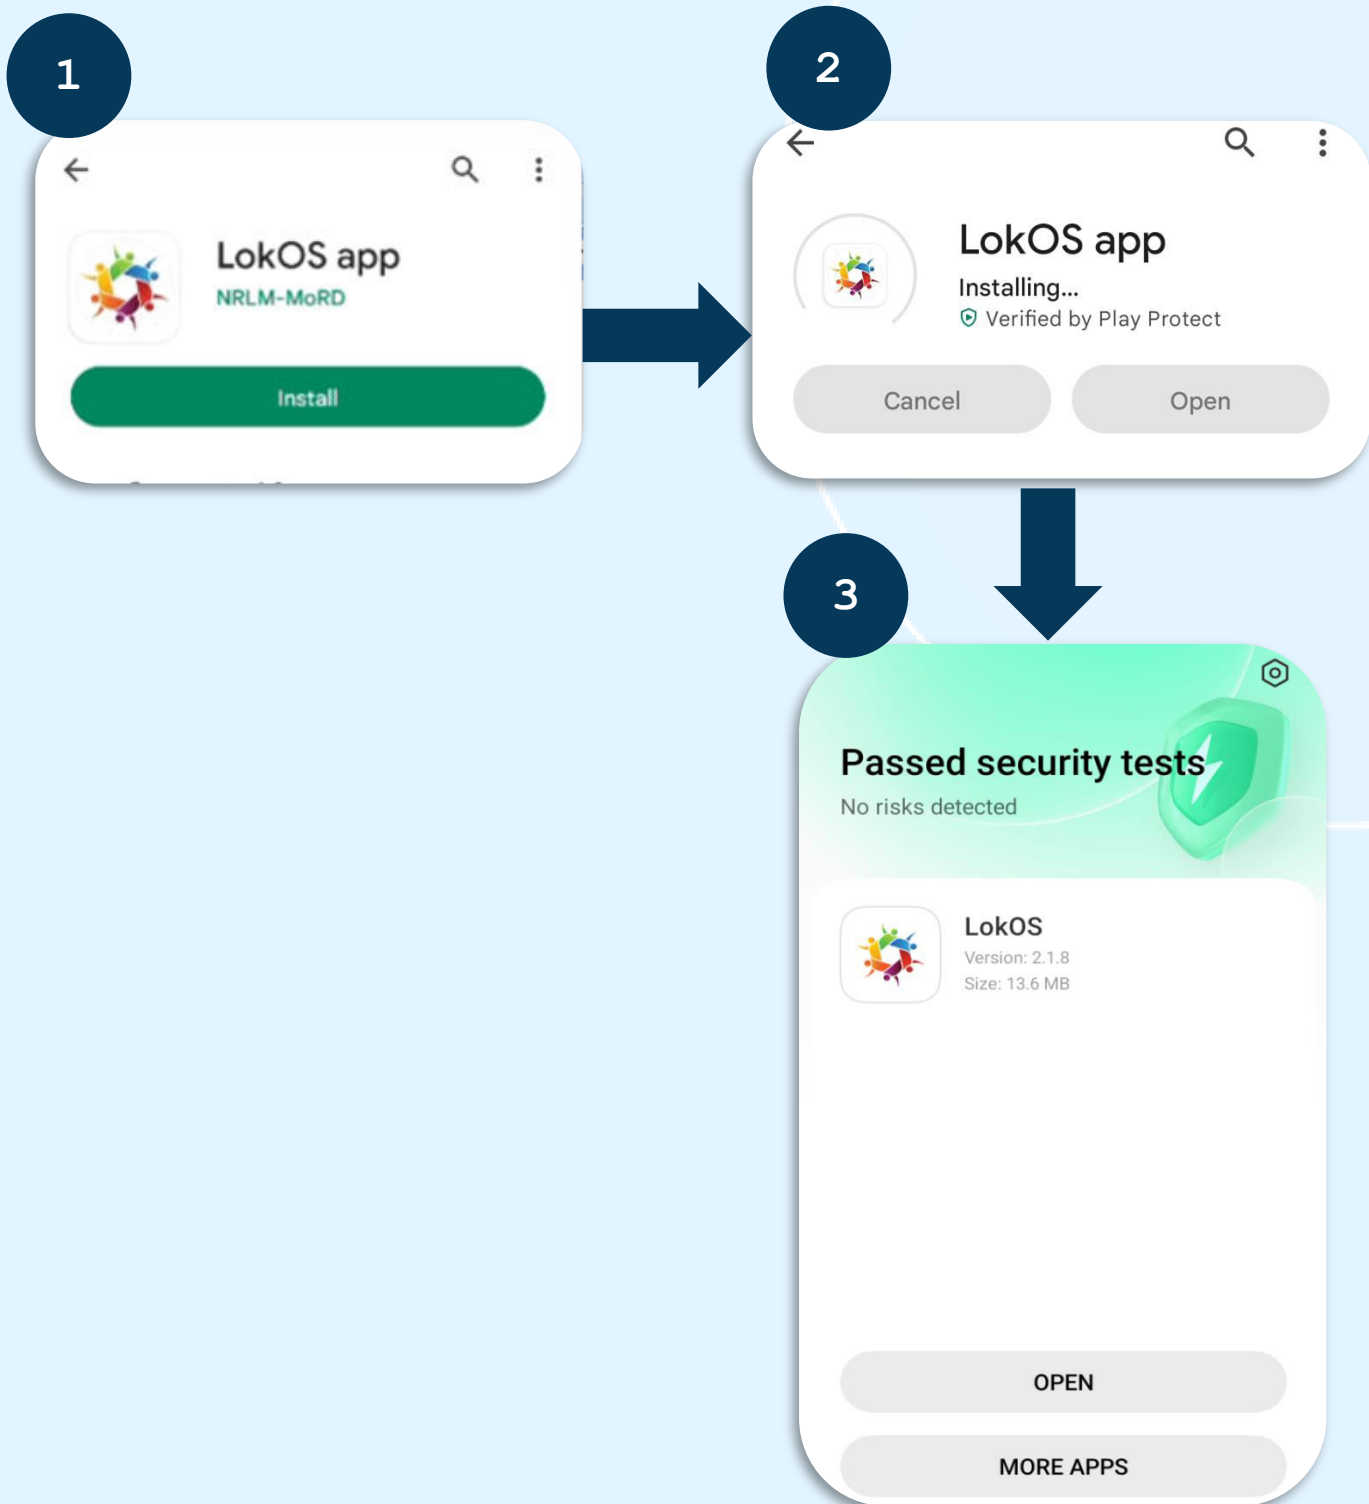 1
LokOS app
NRLM-MoRD
Install
2
LokOS app
Installing...
Verified by Play Protect
Cancel
Open
3
Passed security tests
No risks detected
LokOS
Version: 2.1.8
Size: 13.6 MB
OPEN
MORE APPS